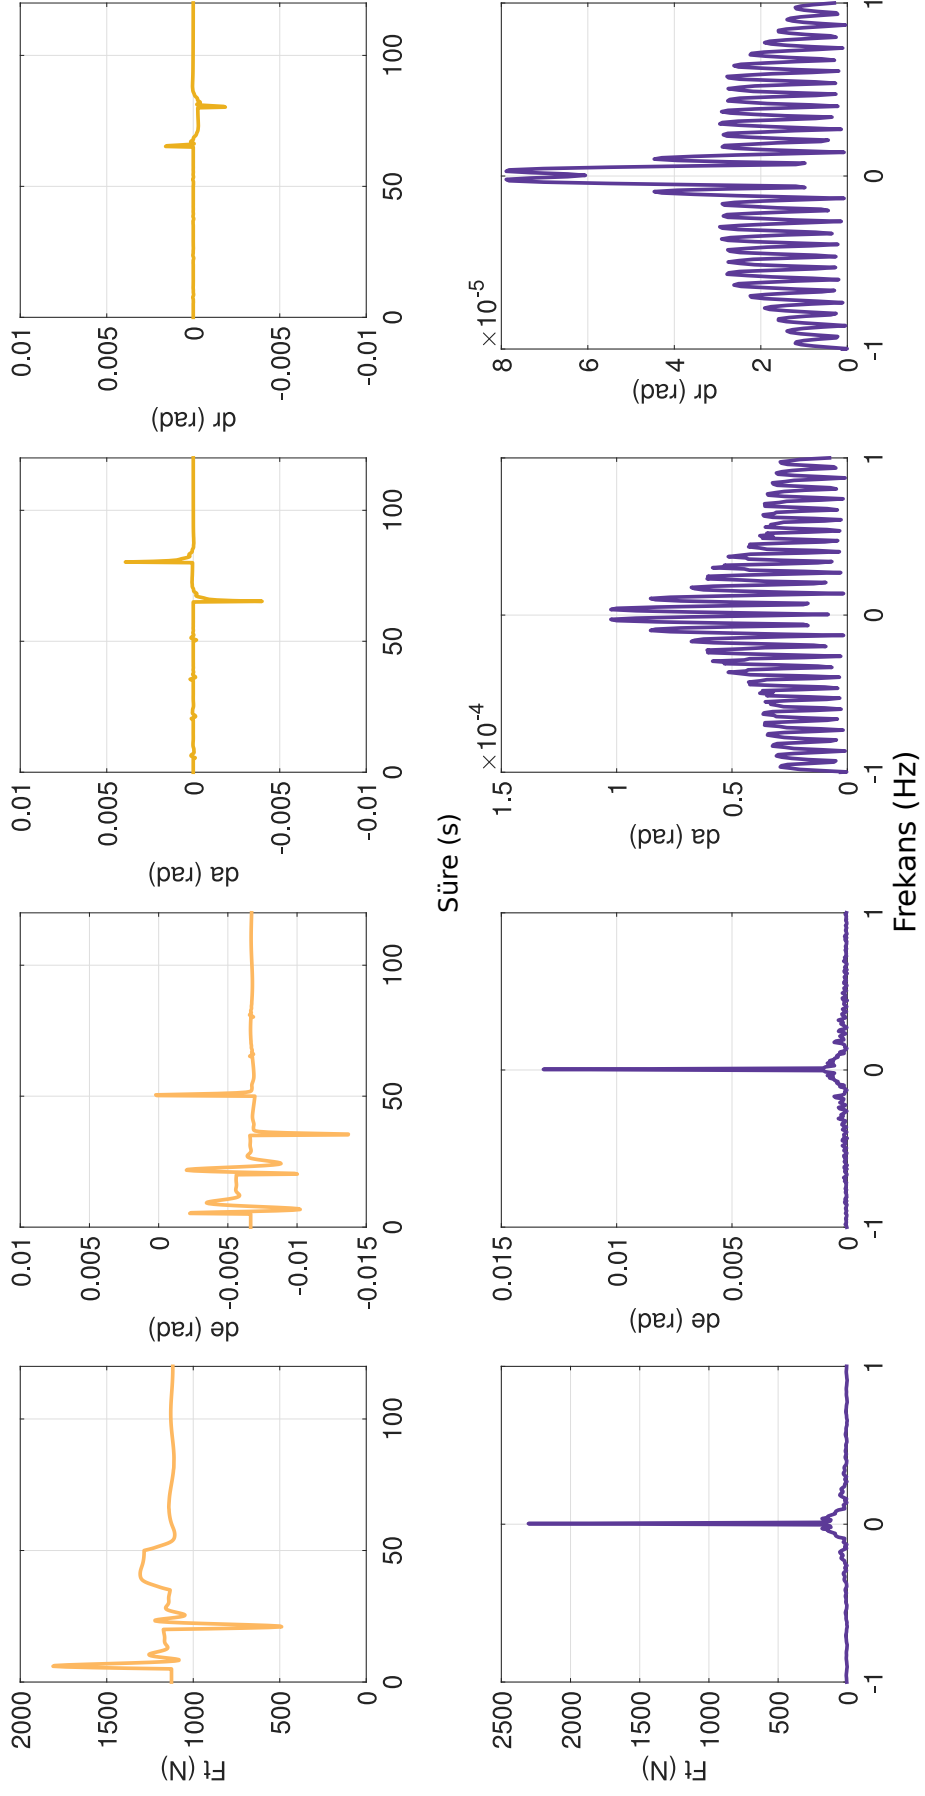 Ft (N)
2000
1500
1000
500
0
0 50 100
de (rad)
0.01
0.005
0
-0.005
-0.01
-0.015
0 50 100
da (rad)
0.01
0.005
0
-0.005
-0.01
0 50 100
dr (rad)
0.01
0.005
0
-0.005
-0.01
0 50 100
Süre (s)
Ft (N)
2500
2000
1500
1000
500
0
-1 0 1
de (rad)
0.015
0.01
0.005
0
-1 0 1
da (rad)
×10-4
1.5
1
0.5
0
-1 0 1
dr (rad)
×10-5
8
6
4
2
0
-1 0 1
Frekans (Hz)